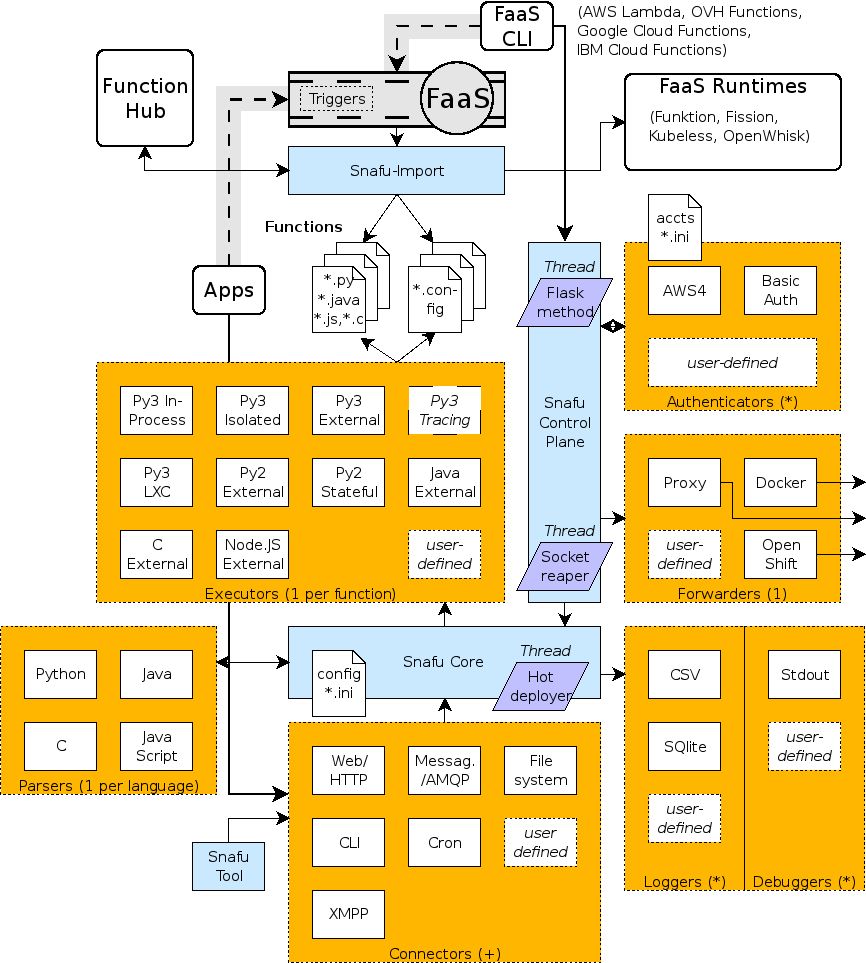 FaaS
CLI
(AWS Lambda, OVH Functions,
Google Cloud Functions,
IBM Cloud Functions)
Function
Hub
Triggers
FaaS
FaaS Runtimes
(Funktion, Fission,
Kubeless, OpenWhisk)
Snafu-Import
Functions
*.py
*.java
*.js,*.c
*.con-
fig
Apps
Thread
Flask
method
Snafu
Control
Plane
Thread
Socket
reaper
accts
*.ini
AWS4
Basic
Auth
user-defined
Authenticators (*)
Py3 In-
Process
Py3
Isolated
Py3
External
Py3
Tracing
Py3
LXC
Py2
External
Py2
Stateful
Java
External
C
External
Node.JS
External
user-
defined
Executors (1 per function)
Proxy
Docker
user-
defined
Open
Shift
Forwarders (1)
Python
Java
C
Java
Script
Parsers (1 per language)
config
*.ini
Snafu Core
Thread
Hot
deployer
CSV
SQlite
user-
defined
Loggers (*)
Stdout
user-
defined
Debuggers (*)
Snafu
Tool
Web/
HTTP
Messag.
/AMQP
File
system
CLI
Cron
user
defined
XMPP
Connectors (+)